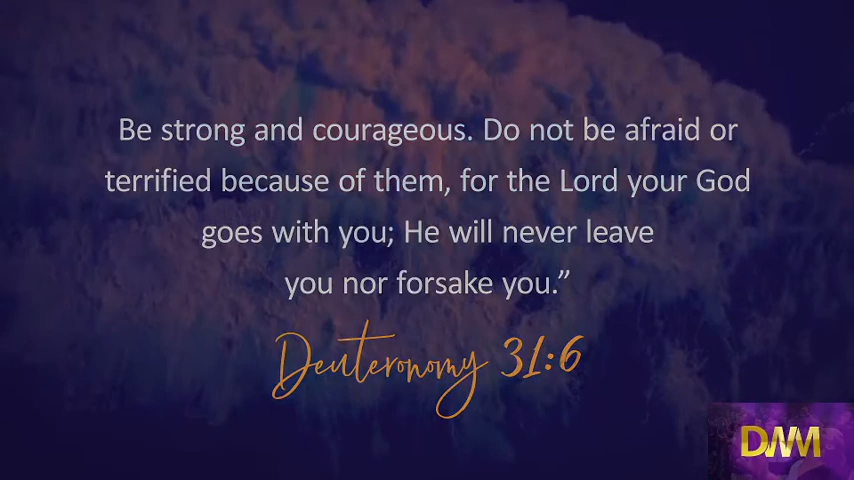 Be strong and courageous. Do not be afraid or
terrified because of them, for the Lord your God
goes with you; He will never leave
you nor forsake you.”
Deuteronomy 31:6
DWM